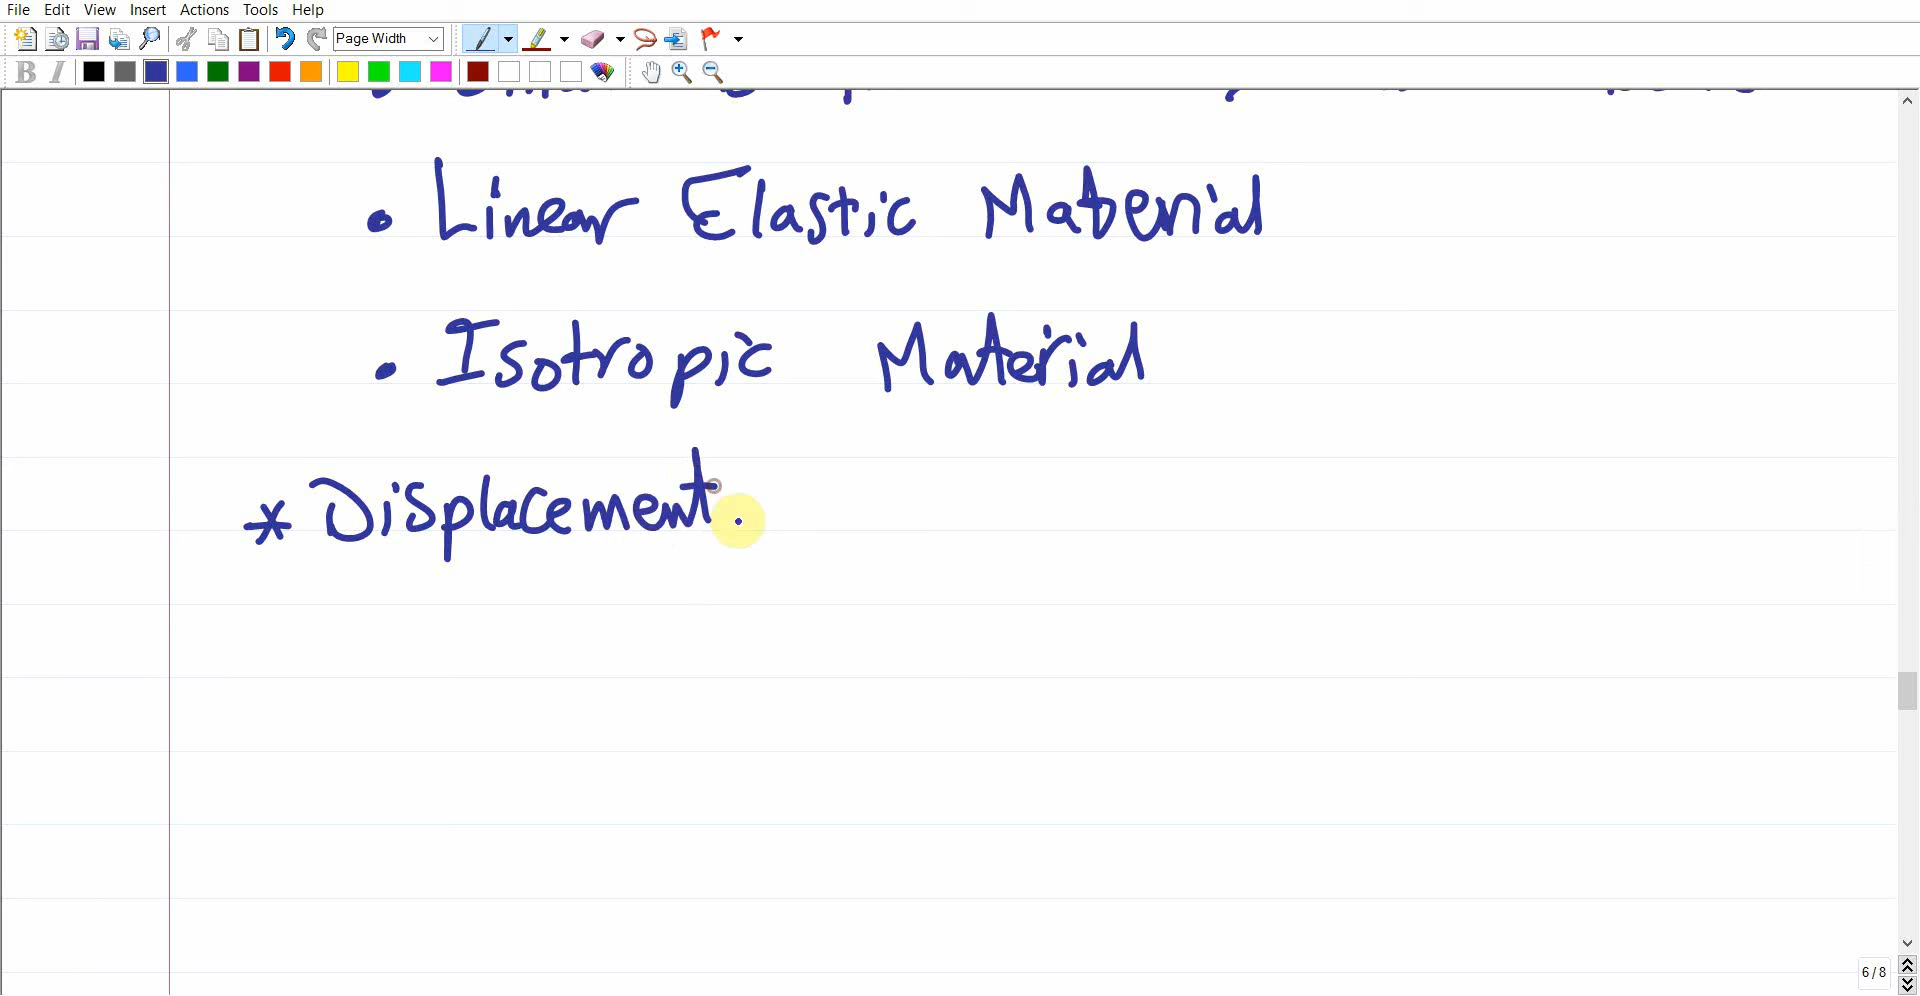 File Edit View Insert Actions Tools Help
Page Width
B I
• Linear Elastic Material
• Isotropic Material
* Displacement
6 / 8